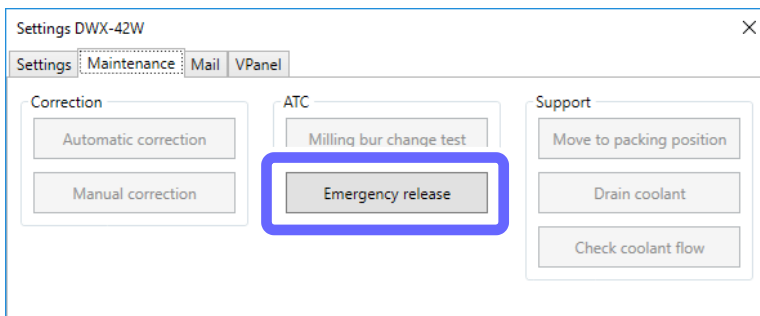 Settings DWX-42W
Settings Maintenance Mail VPanel
Correction
Automatic correction
Manual correction
ATC
Milling bur change test
Emergency release
Support
Move to packing position
Drain coolant
Check coolant flow